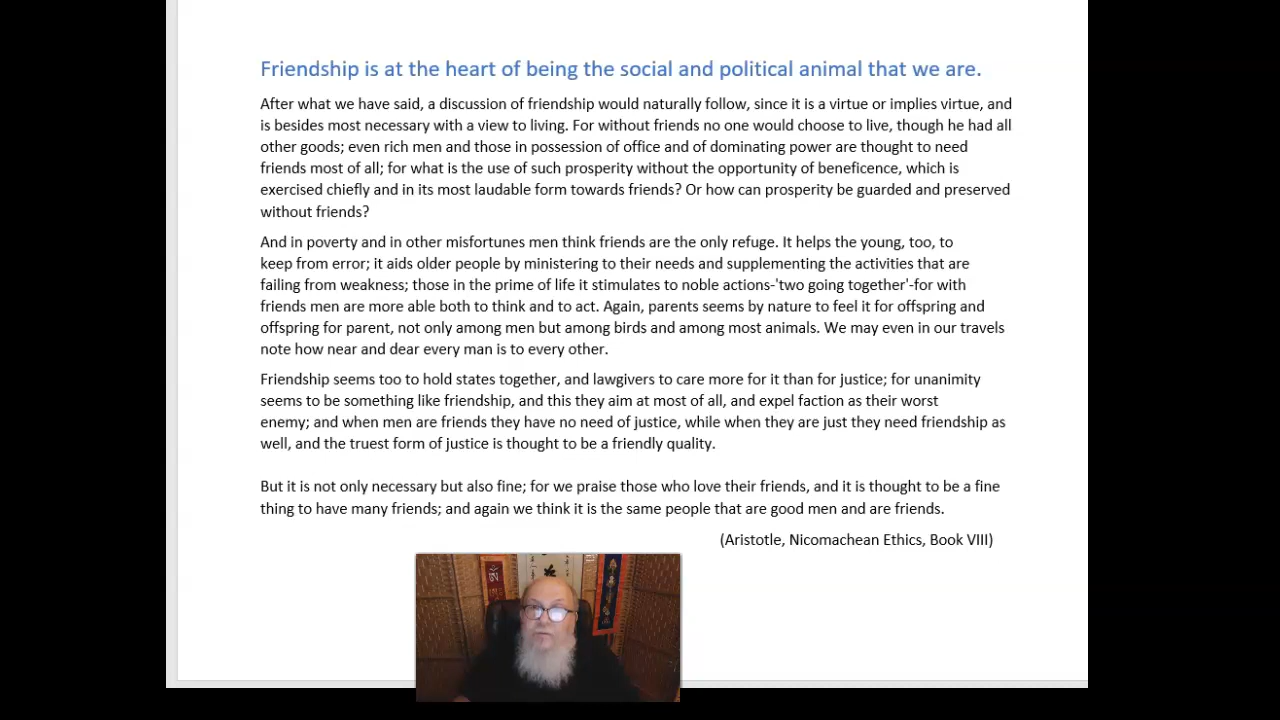 Friendship is at the heart of being the social and political animal that we are.
After what we have said, a discussion of friendship would naturally follow, since it is a virtue or implies virtue, and
is besides most necessary with a view to living. For without friends no one would choose to live, though he had all
other goods; even rich men and those in possession of office and of dominating power are thought to need
friends most of all; for what is the use of such prosperity without the opportunity of beneficence, which is
exercised chiefly and in its most laudable form towards friends? Or how can prosperity be guarded and preserved
without friends?
And in poverty and in other misfortunes men think friends are the only refuge. It helps the young, too, to
keep from error; it aids older people by ministering to their needs and supplementing the activities that are
failing from weakness; those in the prime of life it stimulates to noble actions-'two going together'-for with
friends men are more able both to think and to act. Again, parents seems by nature to feel it for offspring and
offspring for parent, not only among men but among birds and among most animals. We may even in our travels
note how near and dear every man is to every other.
Friendship seems too to hold states together, and lawgivers to care more for it than for justice; for unanimity
seems to be something like friendship, and this they aim at most of all, and expel faction as their worst
enemy; and when men are friends they have no need of justice, while when they are just they need friendship as
well, and the truest form of justice is thought to be a friendly quality.
But it is not only necessary but also fine; for we praise those who love their friends, and it is thought to be a fine
thing to have many friends; and again we think it is the same people that are good men and are friends.
(Aristotle, Nicomachean Ethics, Book VIII)